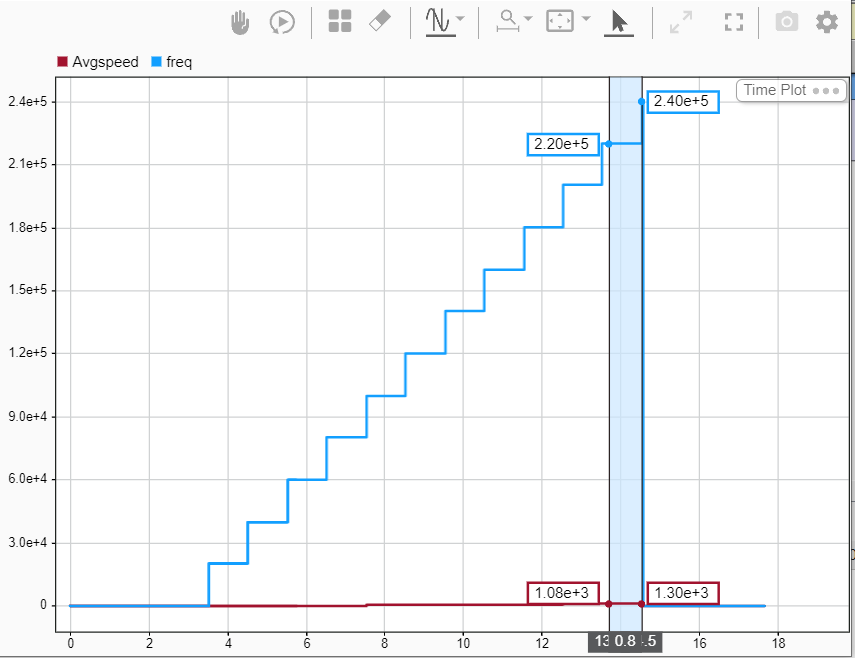 Avgspeed freq
Time Plot
2.4e+5
2.40e+5
2.20e+5
2.1e+5
1.8e+5
1.5e+5
1.2e+5
9.0e+4
6.0e+4
3.0e+4
1.08e+3 1.30e+3
0
0 2 4 6 8 10 12 13 0.8 .5 16 18